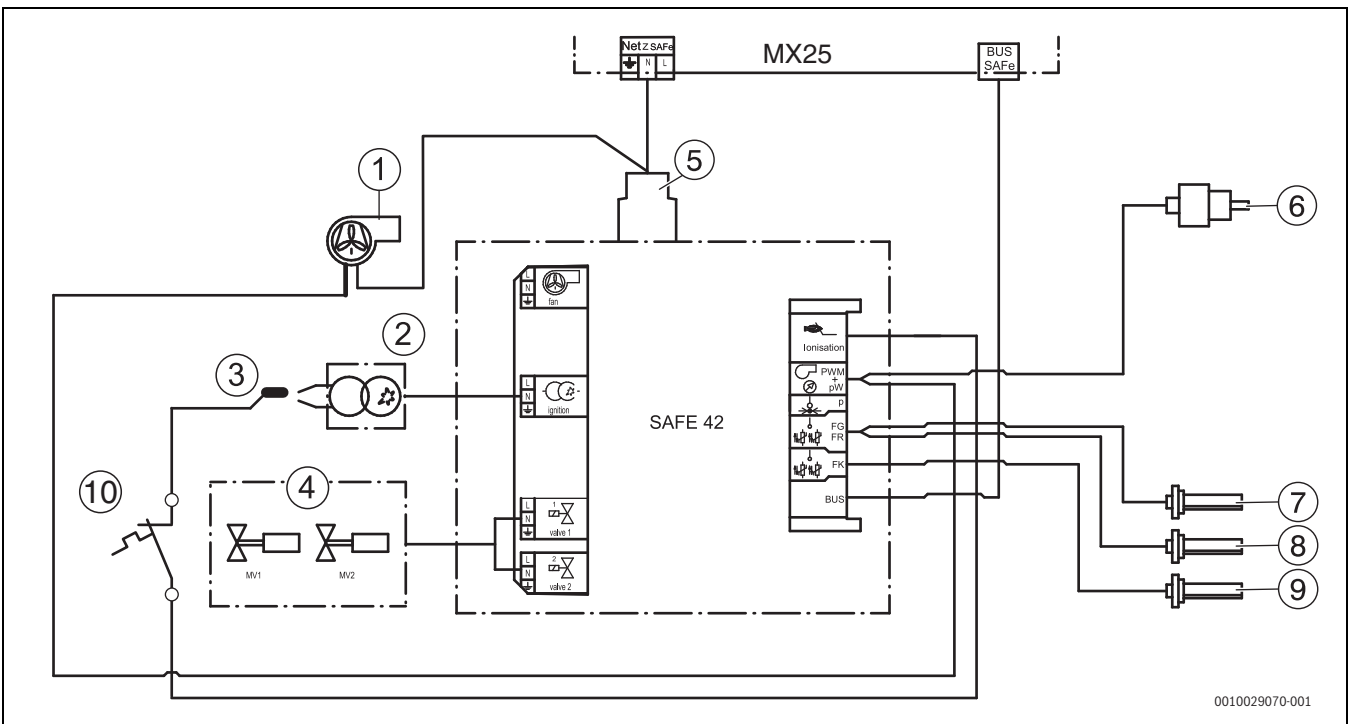 Net z SAFe
N L
MX25
BUS
SAFe
1
5
6
2
3
4
10
MV1
MV2
L
N
fan
L
N
ignition
L
N
1
valve 1
L
N
2
valve 2
SAFE 42
Ionisation
PWM
+
pW
p
FG
FR
FK
BUS
7
8
9
0010029070-001